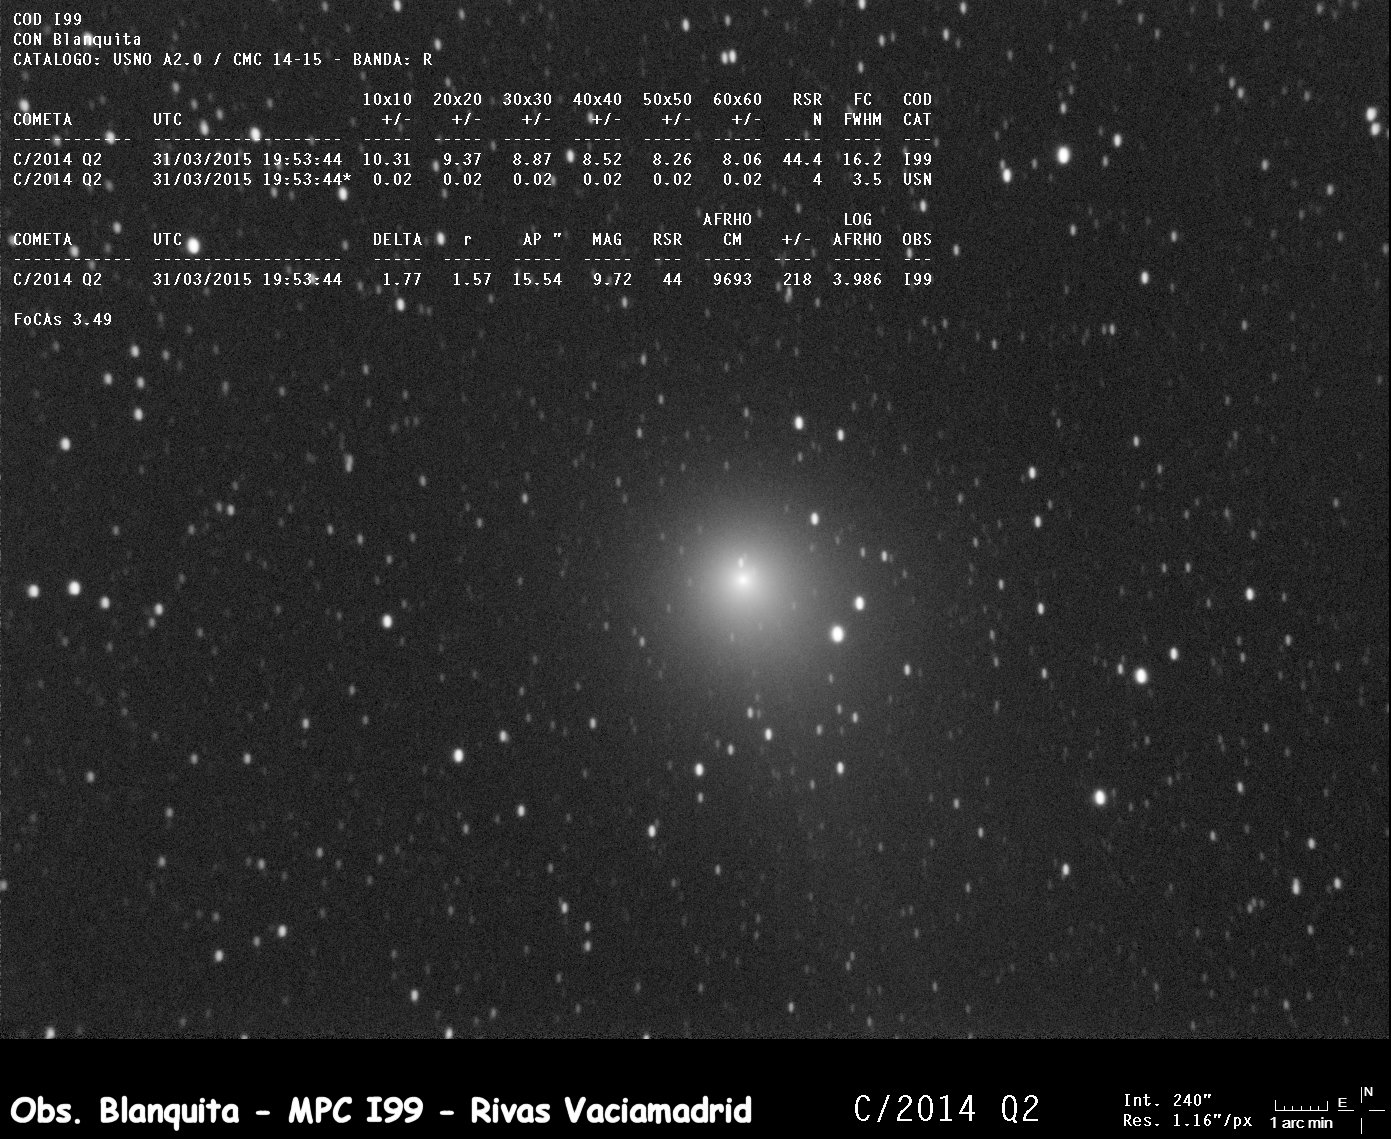 COD I99
CON Blanquita
CATALOGO: USNO A2.0 / CMC 14-15 - BANDA: R
10x10 20x20 30x30 40x40 50x50 60x60 RSR FC COD
COMETA UTC +/- +/- +/- +/- +/- +/- N FWHM CAT
------------ ------------------- ----- ----- ----- ----- ----- ----- ---- ---- ---
C/2014 Q2 31/03/2015 19:53:44 10.31 9.37 8.87 8.52 8.26 8.06 44.4 16.2 I99
C/2014 Q2 31/03/2015 19:53:44* 0.02 0.02 0.02 0.02 0.02 0.02 4 3.5 USN
AFRHO LOG
COMETA UTC DELTA r AP " MAG RSR CM +/- AFRHO OBS
------------ ------------------- ----- ----- ----- ----- --- ----- ---- ----- ---
C/2014 Q2 31/03/2015 19:53:44 1.77 1.57 15.54 9.72 44 9693 218 3.986 I99
FoCAs 3.49
Obs. Blanquita - MPC I99 - Rivas Vaciamadrid C/2014 Q2
Int. 240"
Res. 1.16"/px
1 arc min
E
N